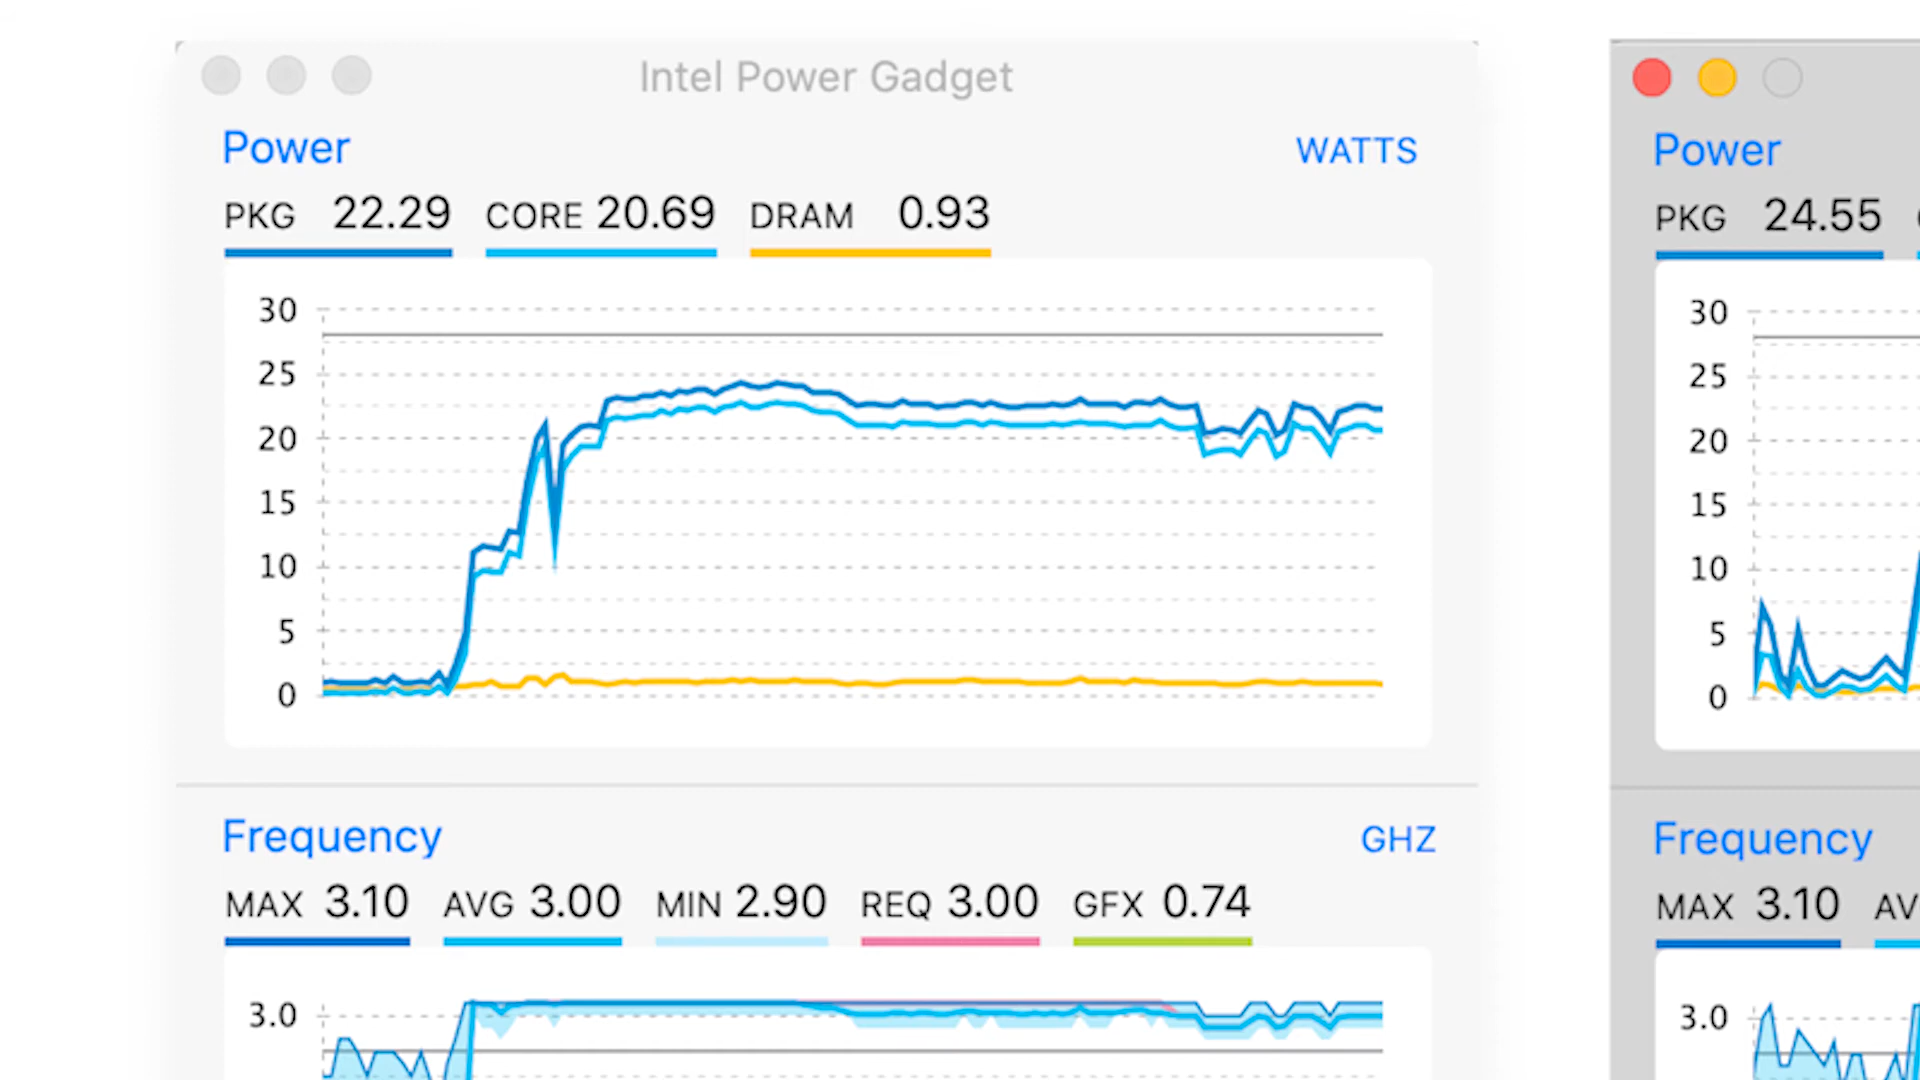 Intel Power Gadget
Power WATTS
PKG 22.29 CORE 20.69 DRAM 0.93
30
25
20
15
10
5
0
Frequency GHZ
MAX 3.10 AVG 3.00 MIN 2.90 REQ 3.00 GFX 0.74
3.0
Power
PKG 24.55
30
25
20
15
10
5
0
Frequency
MAX 3.10 AV
3.0